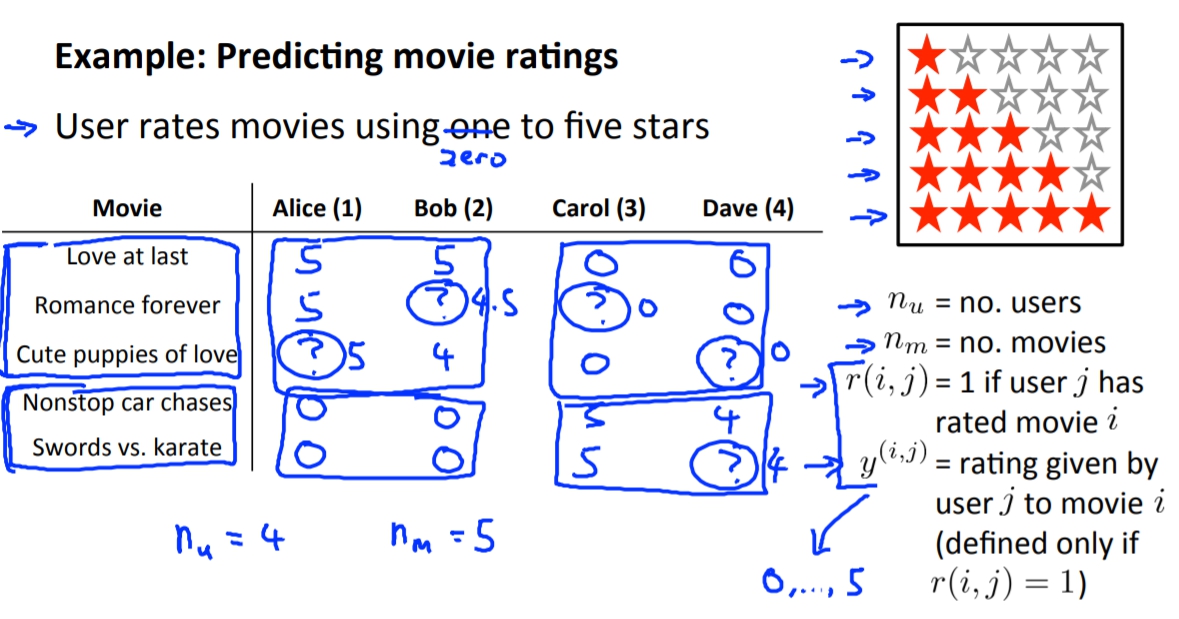 Example: Predicting movie ratings
→ User rates movies using one to five stars
zero
Movie Alice (1) Bob (2) Carol (3) Dave (4)
Love at last 5 5 0 0
Romance forever 5 ? 4.5 ? 0 0
Cute puppies of love ? 5 4 0 ? 0
Nonstop car chases 0 0 5 4
Swords vs. karate 0 0 5 ? 4
n_u = 4 n_m = 5
→ n_u = no. users
→ n_m = no. movies
→ r(i, j) = 1 if user j has
rated movie i
→ y^(i,j) = rating given by
user j to movie i
(defined only if
r(i, j) = 1)
0,..., 5